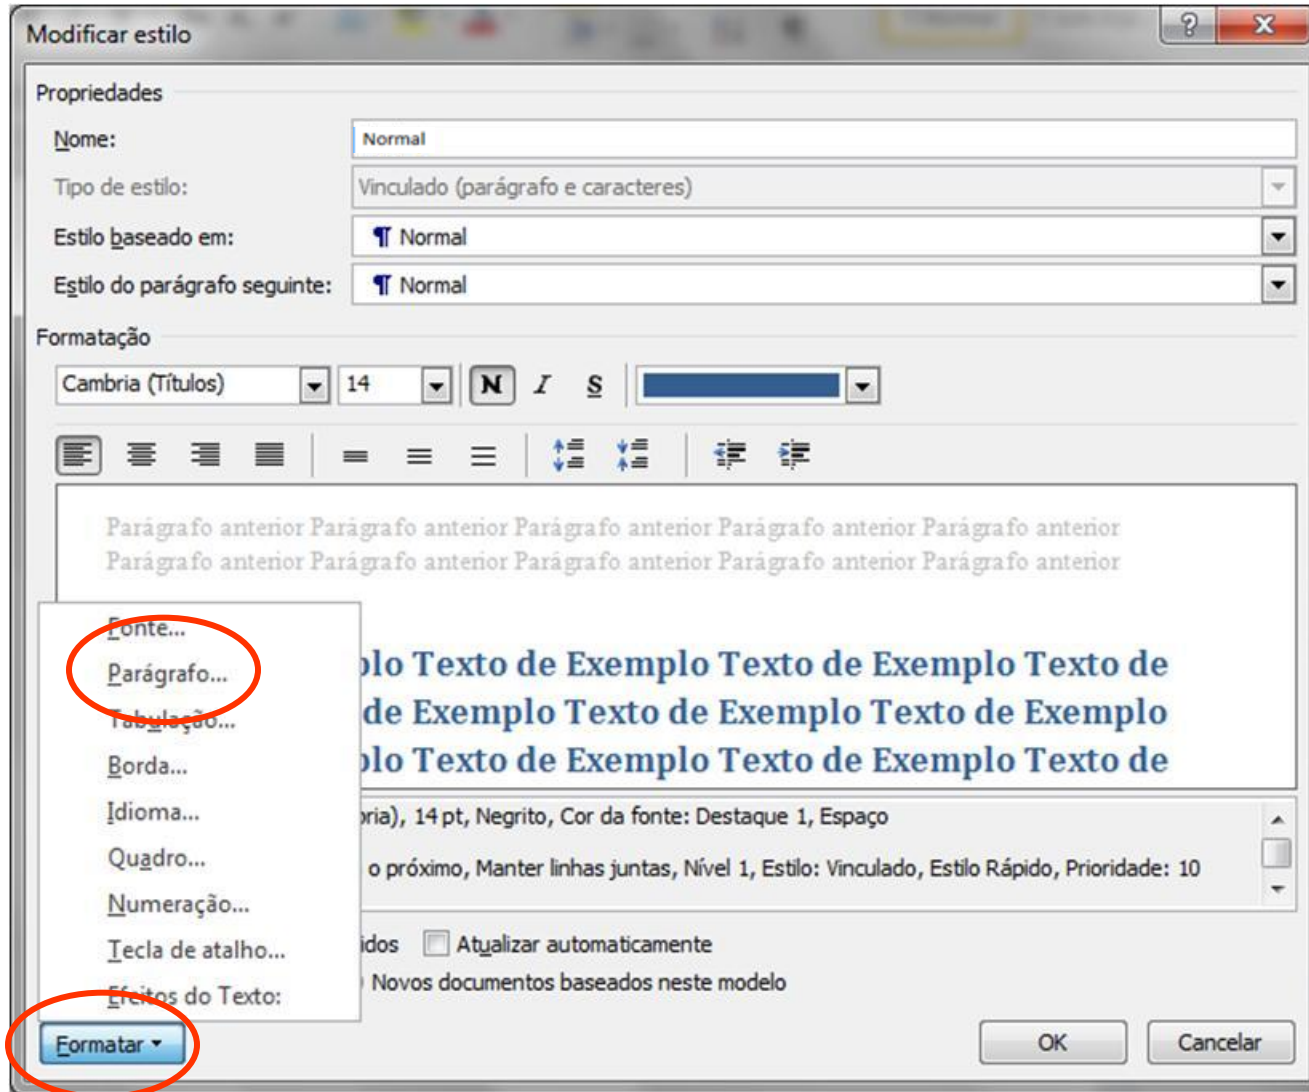 Modificar estilo
Propriedades
Nome: Normal
Tipo de estilo: Vinculado (parágrafo e caracteres)
Estilo baseado em: ¶ Normal
Estilo do parágrafo seguinte: ¶ Normal
Formatação
Cambria (Títulos) 14 N I S
Parágrafo anterior Parágrafo anterior Parágrafo anterior Parágrafo anterior Parágrafo anterior
Parágrafo anterior Parágrafo anterior Parágrafo anterior Parágrafo anterior Parágrafo anterior
plo Texto de Exemplo Texto de Exemplo Texto de
de Exemplo Texto de Exemplo Texto de Exemplo
plo Texto de Exemplo Texto de Exemplo Texto de
bria), 14 pt, Negrito, Cor da fonte: Destaque 1, Espaço
o próximo, Manter linhas juntas, Nível 1, Estilo: Vinculado, Estilo Rápido, Prioridade: 10
idos Atualizar automaticamente
Novos documentos baseados neste modelo
Fonte...
Parágrafo...
Tabulação...
Borda...
Idioma...
Quadro...
Numeração...
Tecla de atalho...
Efeitos do Texto:
Formatar
OK Cancelar